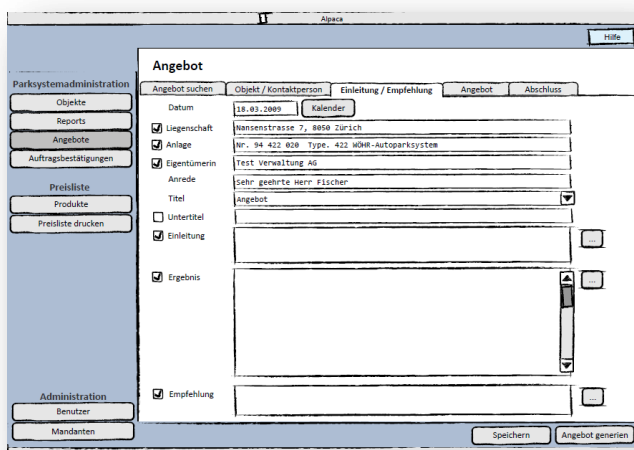 Alpaca
Hilfe
Angebot
Parksystemadministration
Objekte
Reports
Angebote
Auftragsbestätigungen
Preisliste
Produkte
Preisliste drucken
Administration
Benutzer
Mandanten
Angebot suchen
Objekt / Kontaktperson
Einleitung / Empfehlung
Angebot
Abschluss
Datum 18.03.2009 Kalender
Liegenschaft Nansenstrasse 7, 8050 Zürich
Anlage Nr. 94 422 020 Type. 422 WÖHR-Autoparksystem
Eigentümerin Test Verwaltung AG
Anrede Sehr geehrte Herr Fischer
Titel Angebot
Untertitel
Einleitung ...
Ergebnis ...
Empfehlung ...
Speichern
Angebot generien